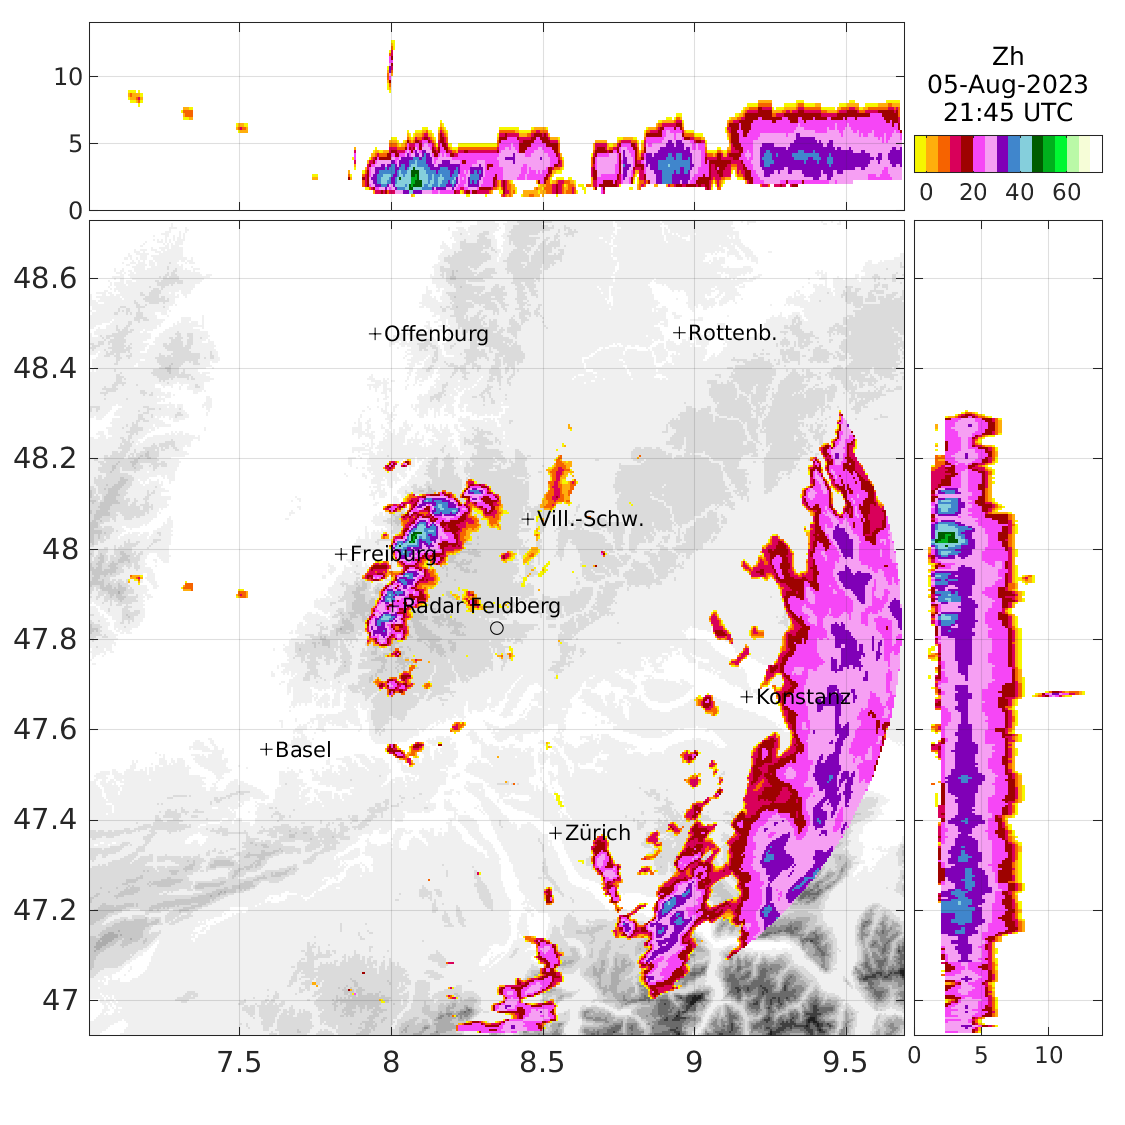 10
5
0
Zh
05-Aug-2023
21:45 UTC
0 20 40 60
48.6
48.4
48.2
48
47.8
47.6
47.4
47.2
47
Offenburg
Rottenb.
Vill.-Schw.
Freiburg
Radar Feldberg
Konstanz
Basel
Zürich
7.5 8 8.5 9 9.5
0 5 10